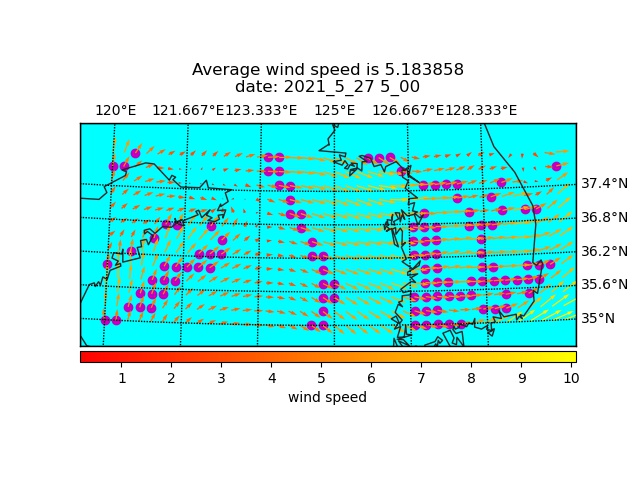 Average wind speed is 5.183858
date: 2021_5_27 5_00
120°E 121.667°E 123.333°E 125°E 126.667°E 128.333°E
37.4°N
36.8°N
36.2°N
35.6°N
35°N
1 2 3 4 5 6 7 8 9 10
wind speed